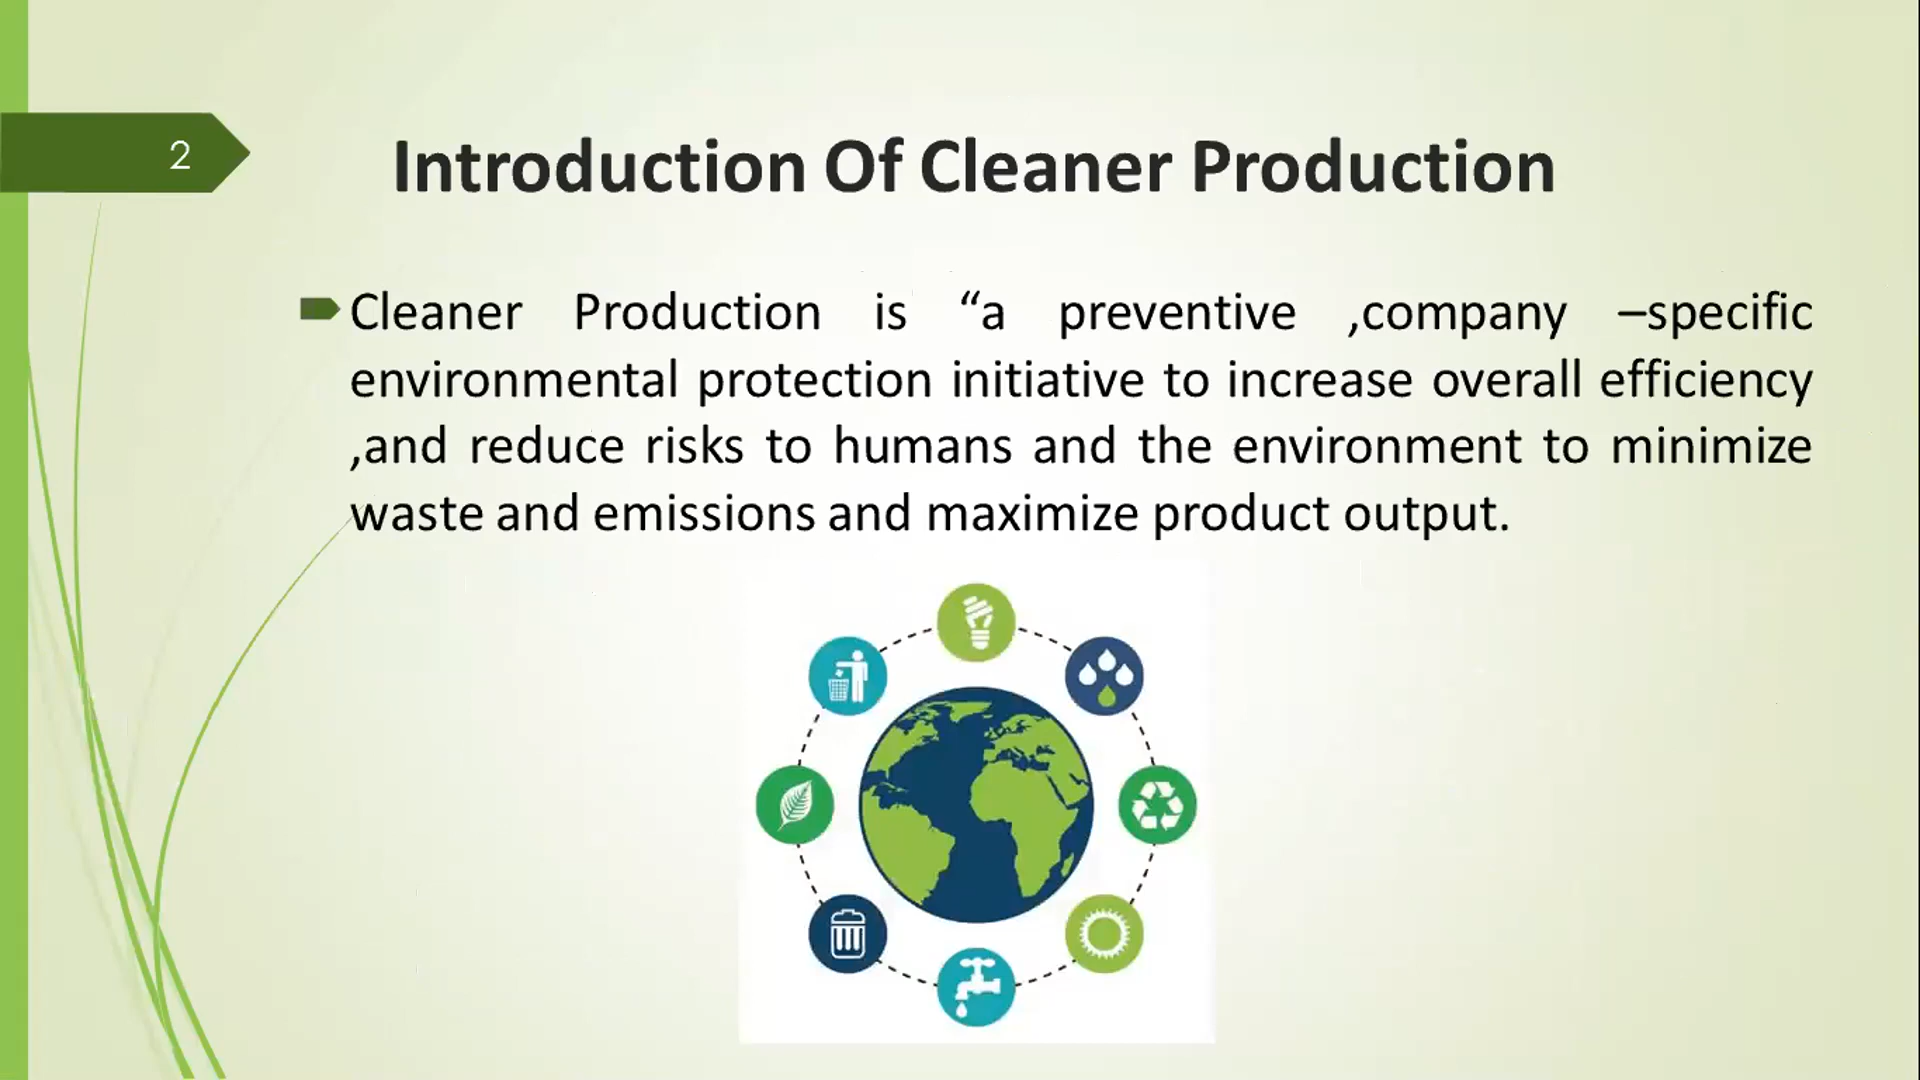 2
Introduction Of Cleaner Production
Cleaner Production is “a preventive ,company –specific
environmental protection initiative to increase overall efficiency
,and reduce risks to humans and the environment to minimize
waste and emissions and maximize product output.